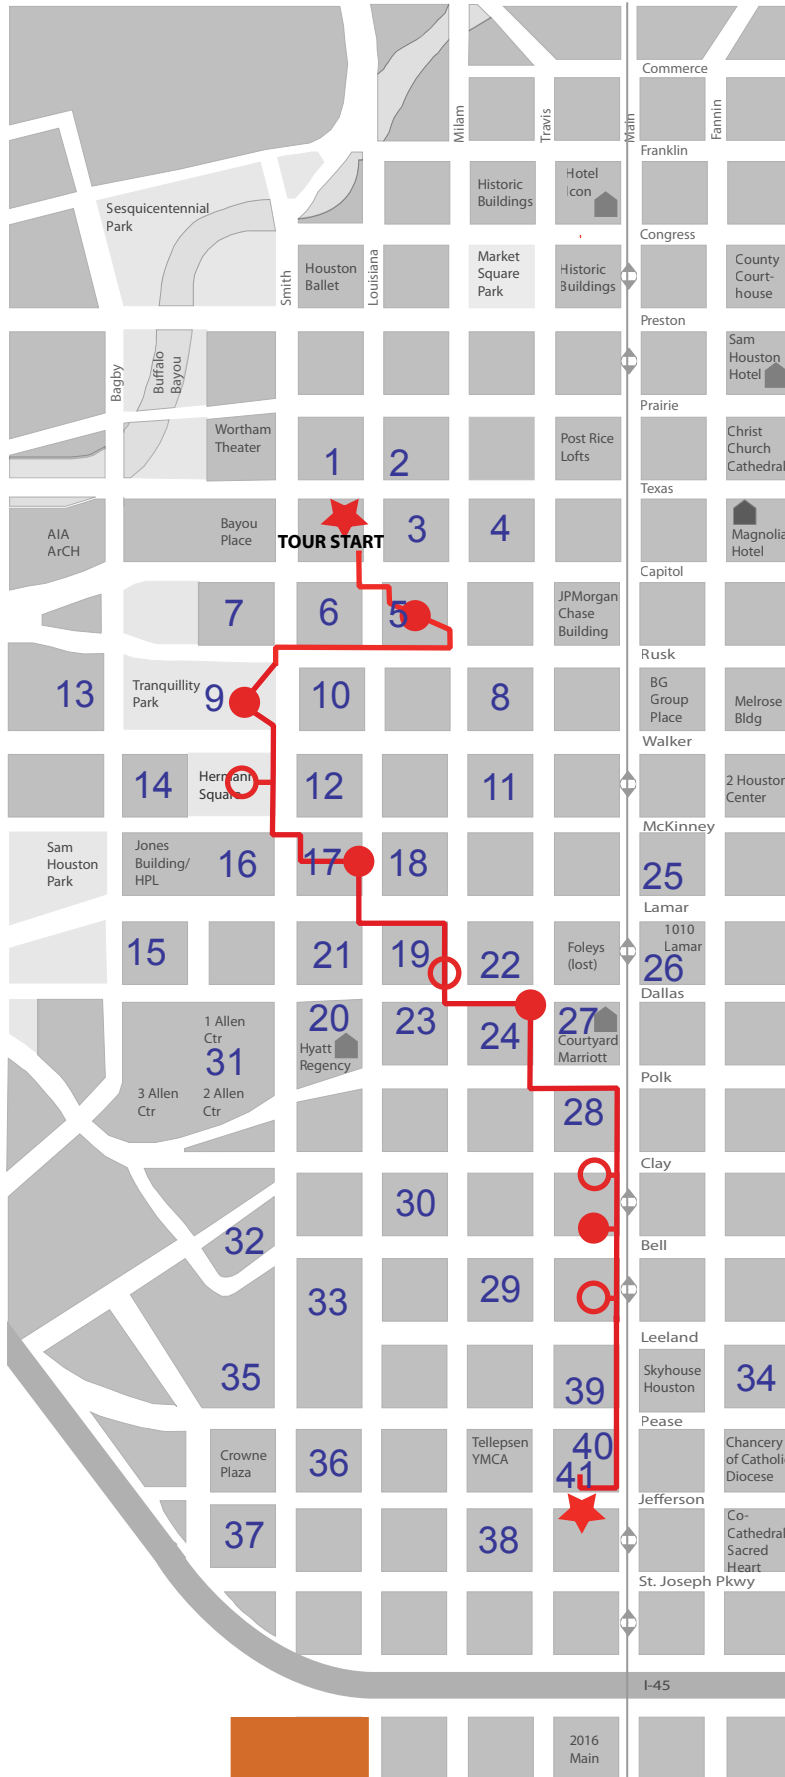 Commerce
Milam
Travis
Main
Fannin
Franklin
Historic
Buildings
Hotel
Icon
Sesquicentennial
Park
Congress
Smith
Houston
Ballet
Louisiana
Market
Square
Park
Historic
Buildings
County
Court-
house
Preston
Bagby
Buffalo
Bayou
Sam
Houston
Hotel
Prairie
Wortham
Theater
1
2
Post Rice
Lofts
Christ
Church
Cathedral
Texas
AIA
ArCH
Bayou
Place
TOUR START
3
4
Magnolia
Hotel
Capitol
7
6
5
JPMorgan
Chase
Building
Rusk
13
Tranquillity
Park
9
10
8
BG
Group
Place
Melrose
Bldg
Walker
14
Hermann
Square
12
11
2 Houston
Center
McKinney
Sam
Houston
Park
Jones
Building/
HPL
16
17
18
25
Lamar
15
21
19
22
Foleys
(lost)
1010
Lamar
26
Dallas
1 Allen
Ctr
31
3 Allen
Ctr
2 Allen
Ctr
20
Hyatt
Regency
23
24
27
Courtyard
Marriott
Polk
28
Clay
30
32
Bell
33
29
Leeland
35
39
Skyhouse
Houston
34
Pease
Crowne
Plaza
36
Tellepsen
YMCA
40
41
Chancery
of Catholic
Diocese
Jefferson
37
38
Co-
Cathedral
Sacred
Heart
St. Joseph Pkwy
I-45
2016
Main